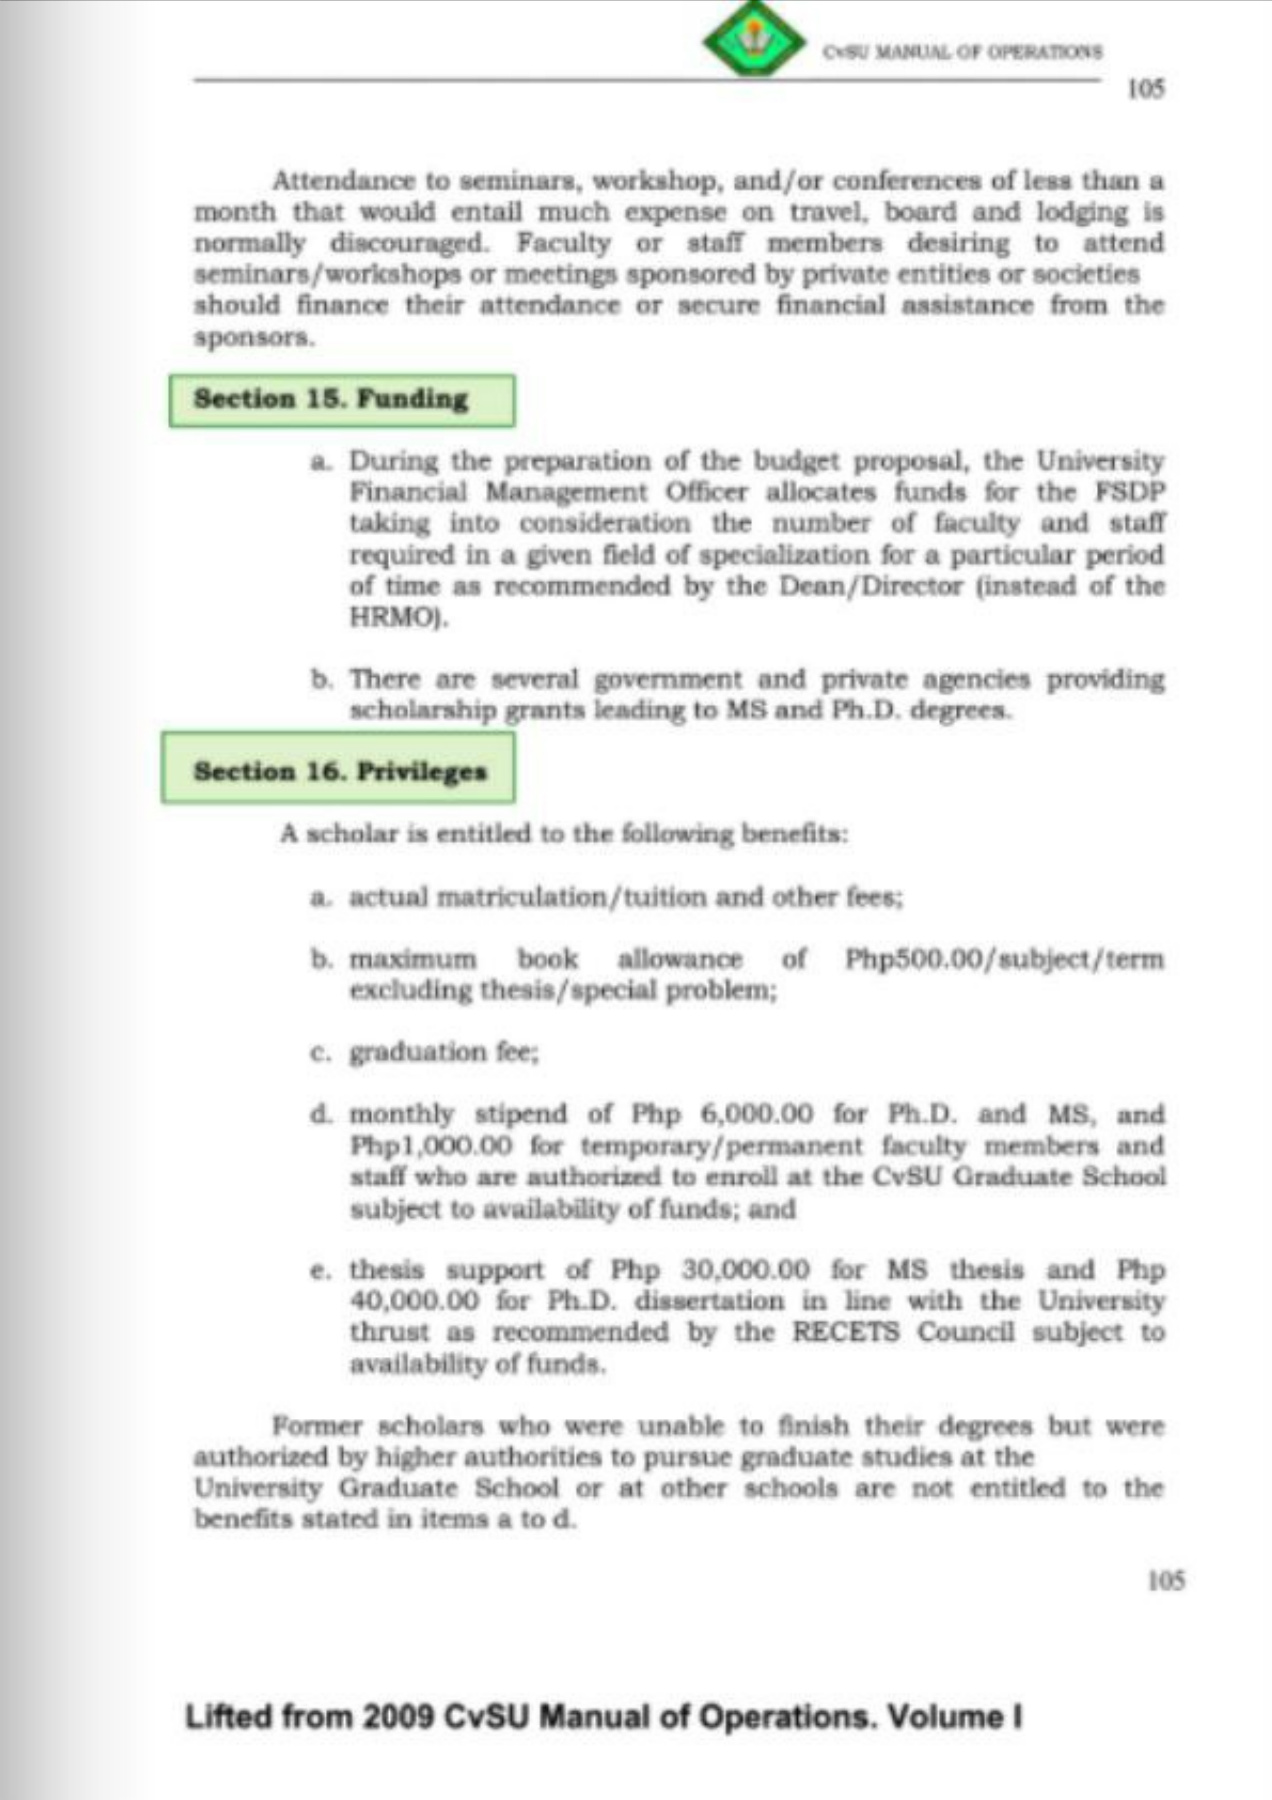 CvSU MANUAL OF OPERATIONS
105
Attendance to seminars, workshop, and/or conferences of less than a
month that would entail much expense on travel, board and lodging is
normally discouraged. Faculty or staff members desiring to attend
seminars/workshops or meetings sponsored by private entities or societies
should finance their attendance or secure financial assistance from the
sponsors.
Section 15. Funding
a. During the preparation of the budget proposal, the University
Financial Management Officer allocates funds for the FSDP
taking into consideration the number of faculty and staff
required in a given field of specialization for a particular period
of time as recommended by the Dean/Director (instead of the
HRMO).
b. There are several government and private agencies providing
scholarship grants leading to MS and Ph.D. degrees.
Section 16. Privileges
A scholar is entitled to the following benefits:
a. actual matriculation/tuition and other fees;
b. maximum book allowance of Php500.00/subject/term
excluding thesis/special problem;
c. graduation fee;
d. monthly stipend of Php 6,000.00 for Ph.D. and MS, and
Php1,000.00 for temporary/permanent faculty members and
staff who are authorized to enroll at the CvSU Graduate School
subject to availability of funds; and
e. thesis support of Php 30,000.00 for MS thesis and Php
40,000.00 for Ph.D. dissertation in line with the University
thrust as recommended by the RECETS Council subject to
availability of funds.
Former scholars who were unable to finish their degrees but were
authorized by higher authorities to pursue graduate studies at the
University Graduate School or at other schools are not entitled to the
benefits stated in items a to d.
105
Lifted from 2009 CvSU Manual of Operations. Volume I